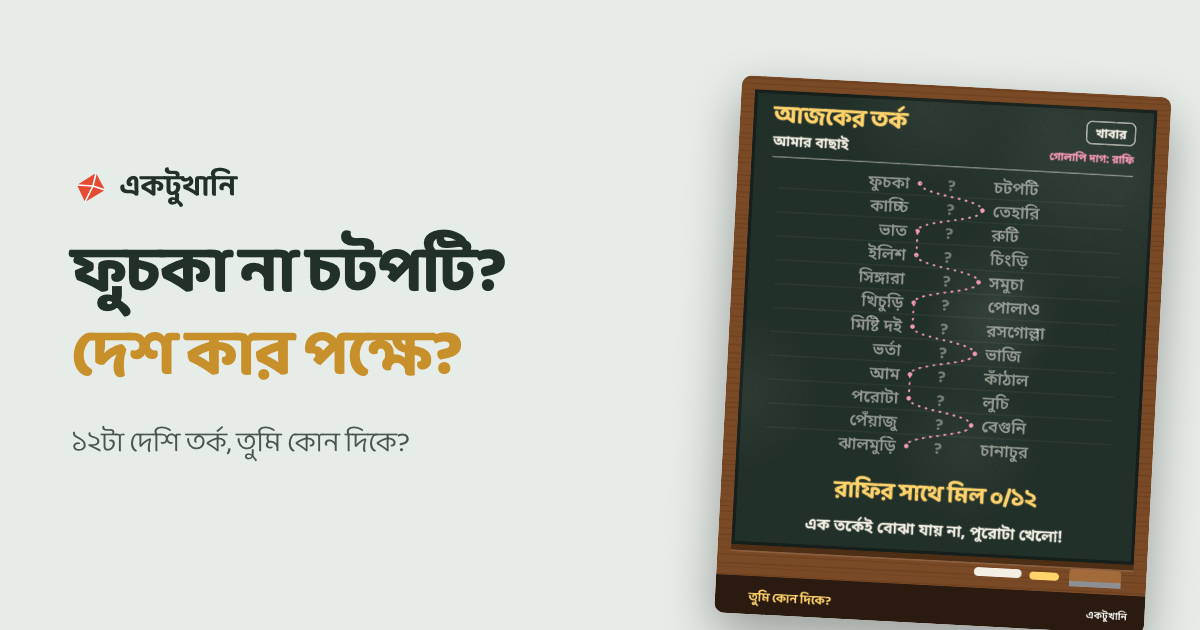 একটুখানি
ফুচকা না চটপটি?
দেশ কার পক্ষে?
১২টা দেশি তর্ক, তুমি কোন দিকে?
আজকের তর্ক
খাবার
আমার বাছাই
গোলাপি দাগ: রাফি
ফুচকা ? চটপটি
কাচ্চি ? তেহারি
ভাত ? রুটি
ইলিশ ? চিংড়ি
সিঙ্গারা ? সমুচা
খিচুড়ি ? পোলাও
মিষ্টি দই ? রসগোল্লা
ভর্তা ? ভাজি
আম ? কাঁঠাল
পরোটা ? লুচি
পেঁয়াজু ? বেগুনি
ঝালমুড়ি ? চানাচুর
রাফির সাথে মিল ০/১২
এক তর্কেই বোঝা যায় না, পুরোটা খেলো!
তুমি কোন দিকে?
একটুখানি